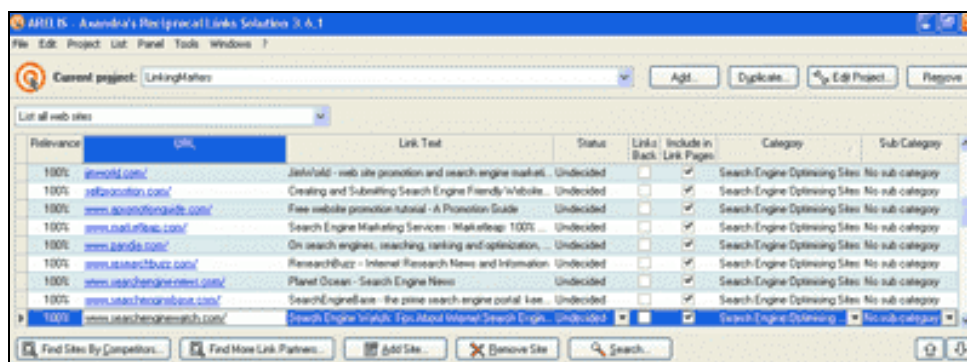 ARELIS - Axandra's Reciprocal Links Solution 3.6.1
File Edit Project List Panel Tools Windows ?
Current project: LinkingMatters Add... Duplicate... Edit Project... Remove
List all web sites
Relevance URL Link Text Status Links Back Include in Link Pages Category Sub Category
100% jimworld.com/ JimWorld - web site promotion and search engine marketi... Undecided Search Engine Optimising Sites No sub category
100% selfpromotion.com/ Creating and Submitting Search Engine Friendly Website... Undecided Search Engine Optimising Sites No sub category
100% www.apromotionguide.com/ Free website promotion tutorial - A Promotion Guide Undecided Search Engine Optimising Sites No sub category
100% www.marketleap.com/ Search Engine Marketing Services - Marketleap: 100% ... Undecided Search Engine Optimising Sites No sub category
100% www.pandia.com/ On search engines, searching, ranking and optimization, ... Undecided Search Engine Optimising Sites No sub category
100% www.researchbuzz.com/ ResearchBuzz - Internet Research News and Information Undecided Search Engine Optimising Sites No sub category
100% www.searchenginenews.com/ Planet Ocean - Search Engine News Undecided Search Engine Optimising Sites No sub category
100% www.searchenginebase.com/ SearchEngineBase - the prime search engine portal: kee... Undecided Search Engine Optimising Sites No sub category
100% www.searchenginewatch.com/ Search Engine Watch: Tips About Internet Search Engin... Undecided Search Engine Optimising ... No sub category
Find Sites By Competitors... Find More Link Partners... Add Site... Remove Site Search...